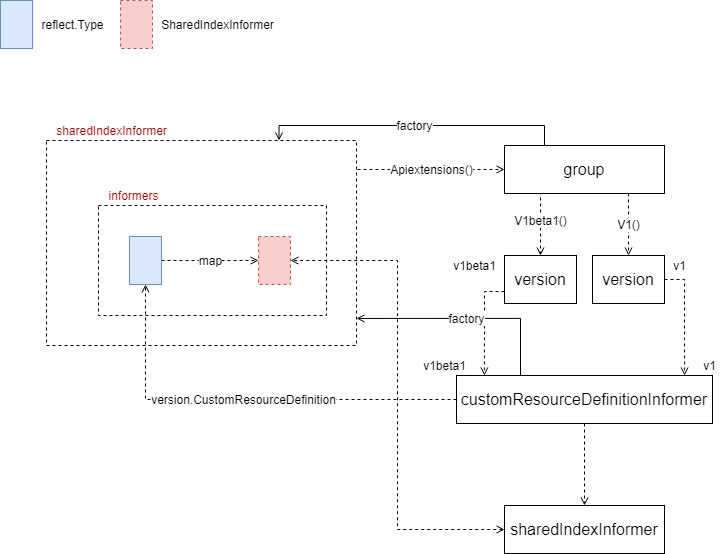 reflect.Type
SharedIndexInformer
factory
sharedIndexInformer
Apiextensions()
group
informers
V1beta1()
V1()
map
v1beta1
version
version
v1
factory
v1beta1
v1
version.CustomResourceDefinition
customResourceDefinitionInformer
sharedIndexInformer